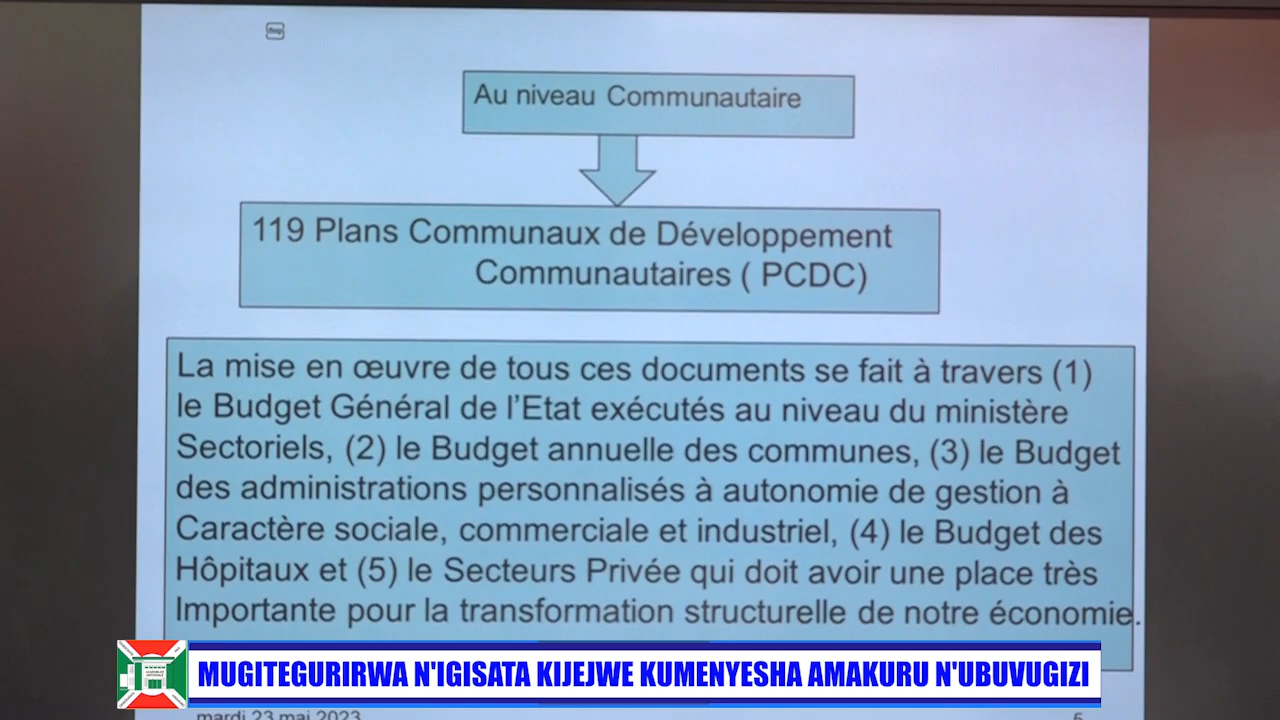 Au niveau Communautaire
119 Plans Communaux de Développement
Communautaires ( PCDC)
La mise en œuvre de tous ces documents se fait à travers (1)
le Budget Général de l'Etat exécutés au niveau du ministère
Sectoriels, (2) le Budget annuelle des communes, (3) le Budget
des administrations personnalisés à autonomie de gestion à
Caractère sociale, commerciale et industriel, (4) le Budget des
Hôpitaux et (5) le Secteurs Privée qui doit avoir une place très
Importante pour la transformation structurelle de notre économie.
MUGITEGURIRWA N'IGISATA KIJEJWE KUMENYESHA AMAKURU N'UBUVUGIZI
mardi 23 mai 2023
5